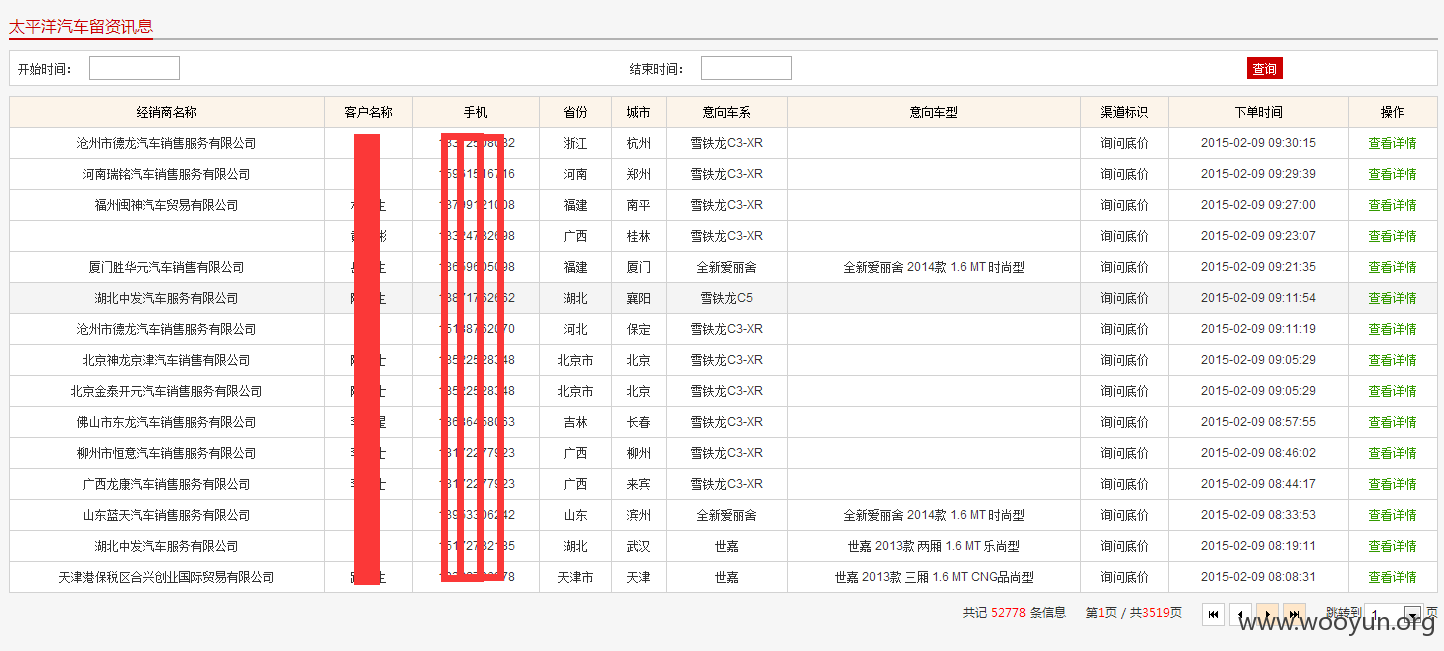 太平洋汽车留资讯息
开始时间： 结束时间： 查询
经销商名称 客户名称 手机 省份 城市 意向车系 意向车型 渠道标识 下单时间 操作
沧州市德龙汽车销售服务有限公司 浙江 杭州 雪铁龙C3-XR 询问底价 2015-02-09 09:30:15 查看详情
河南瑞铭汽车销售服务有限公司 河南 郑州 雪铁龙C3-XR 询问底价 2015-02-09 09:29:39 查看详情
福州闽神汽车贸易有限公司 福建 南平 雪铁龙C3-XR 询问底价 2015-02-09 09:27:00 查看详情
广西 桂林 雪铁龙C3-XR 询问底价 2015-02-09 09:23:07 查看详情
厦门胜华元汽车销售有限公司 福建 厦门 全新爱丽舍 全新爱丽舍 2014款 1.6 MT 时尚型 询问底价 2015-02-09 09:21:35 查看详情
湖北中发汽车服务有限公司 湖北 襄阳 雪铁龙C5 询问底价 2015-02-09 09:11:54 查看详情
沧州市德龙汽车销售服务有限公司 河北 保定 雪铁龙C3-XR 询问底价 2015-02-09 09:11:19 查看详情
北京神龙京津汽车销售有限公司 北京市 北京 雪铁龙C3-XR 询问底价 2015-02-09 09:05:29 查看详情
北京金泰开元汽车销售服务有限公司 北京市 北京 雪铁龙C3-XR 询问底价 2015-02-09 09:05:29 查看详情
佛山市东龙汽车销售服务有限公司 吉林 长春 雪铁龙C3-XR 询问底价 2015-02-09 08:57:55 查看详情
柳州市恒意汽车销售服务有限公司 广西 柳州 雪铁龙C3-XR 询问底价 2015-02-09 08:46:02 查看详情
广西龙康汽车销售服务有限公司 广西 来宾 雪铁龙C3-XR 询问底价 2015-02-09 08:44:17 查看详情
山东蓝天汽车销售服务有限公司 山东 滨州 全新爱丽舍 全新爱丽舍 2014款 1.6 MT 时尚型 询问底价 2015-02-09 08:33:53 查看详情
湖北中发汽车服务有限公司 湖北 武汉 世嘉 世嘉 2013款 两厢 1.6 MT 乐尚型 询问底价 2015-02-09 08:19:11 查看详情
天津港保税区合兴创业国际贸易有限公司 天津市 天津 世嘉 世嘉 2013款 三厢 1.6 MT CNG品尚型 询问底价 2015-02-09 08:08:31 查看详情
共记 52778 条信息 第1页 / 共3519页 跳转到 1 页
www.wooyun.org